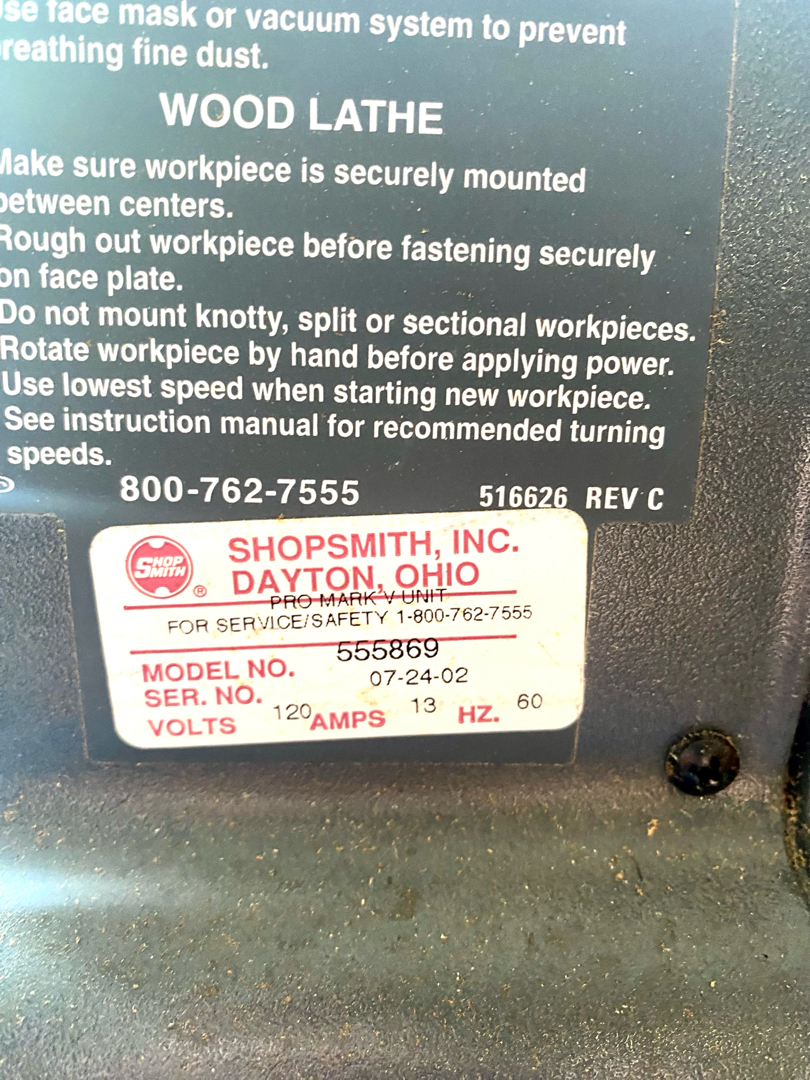 face mask or vacuum system to prevent
breathing fine dust.
WOOD LATHE
Make sure workpiece is securely mounted
between centers.
Rough out workpiece before fastening securely
on face plate.
Do not mount knotty, split or sectional workpieces.
Rotate workpiece by hand before applying power.
Use lowest speed when starting new workpiece.
See instruction manual for recommended turning
speeds.
800-762-7555 516626 REV C
SHOP SMITH ®
SHOPSMITH, INC.
DAYTON, OHIO
PRO MARK V UNIT
FOR SERVICE/SAFETY 1-800-762-7555
MODEL NO. 555869
SER. NO. 07-24-02
VOLTS 120 AMPS 13 HZ. 60